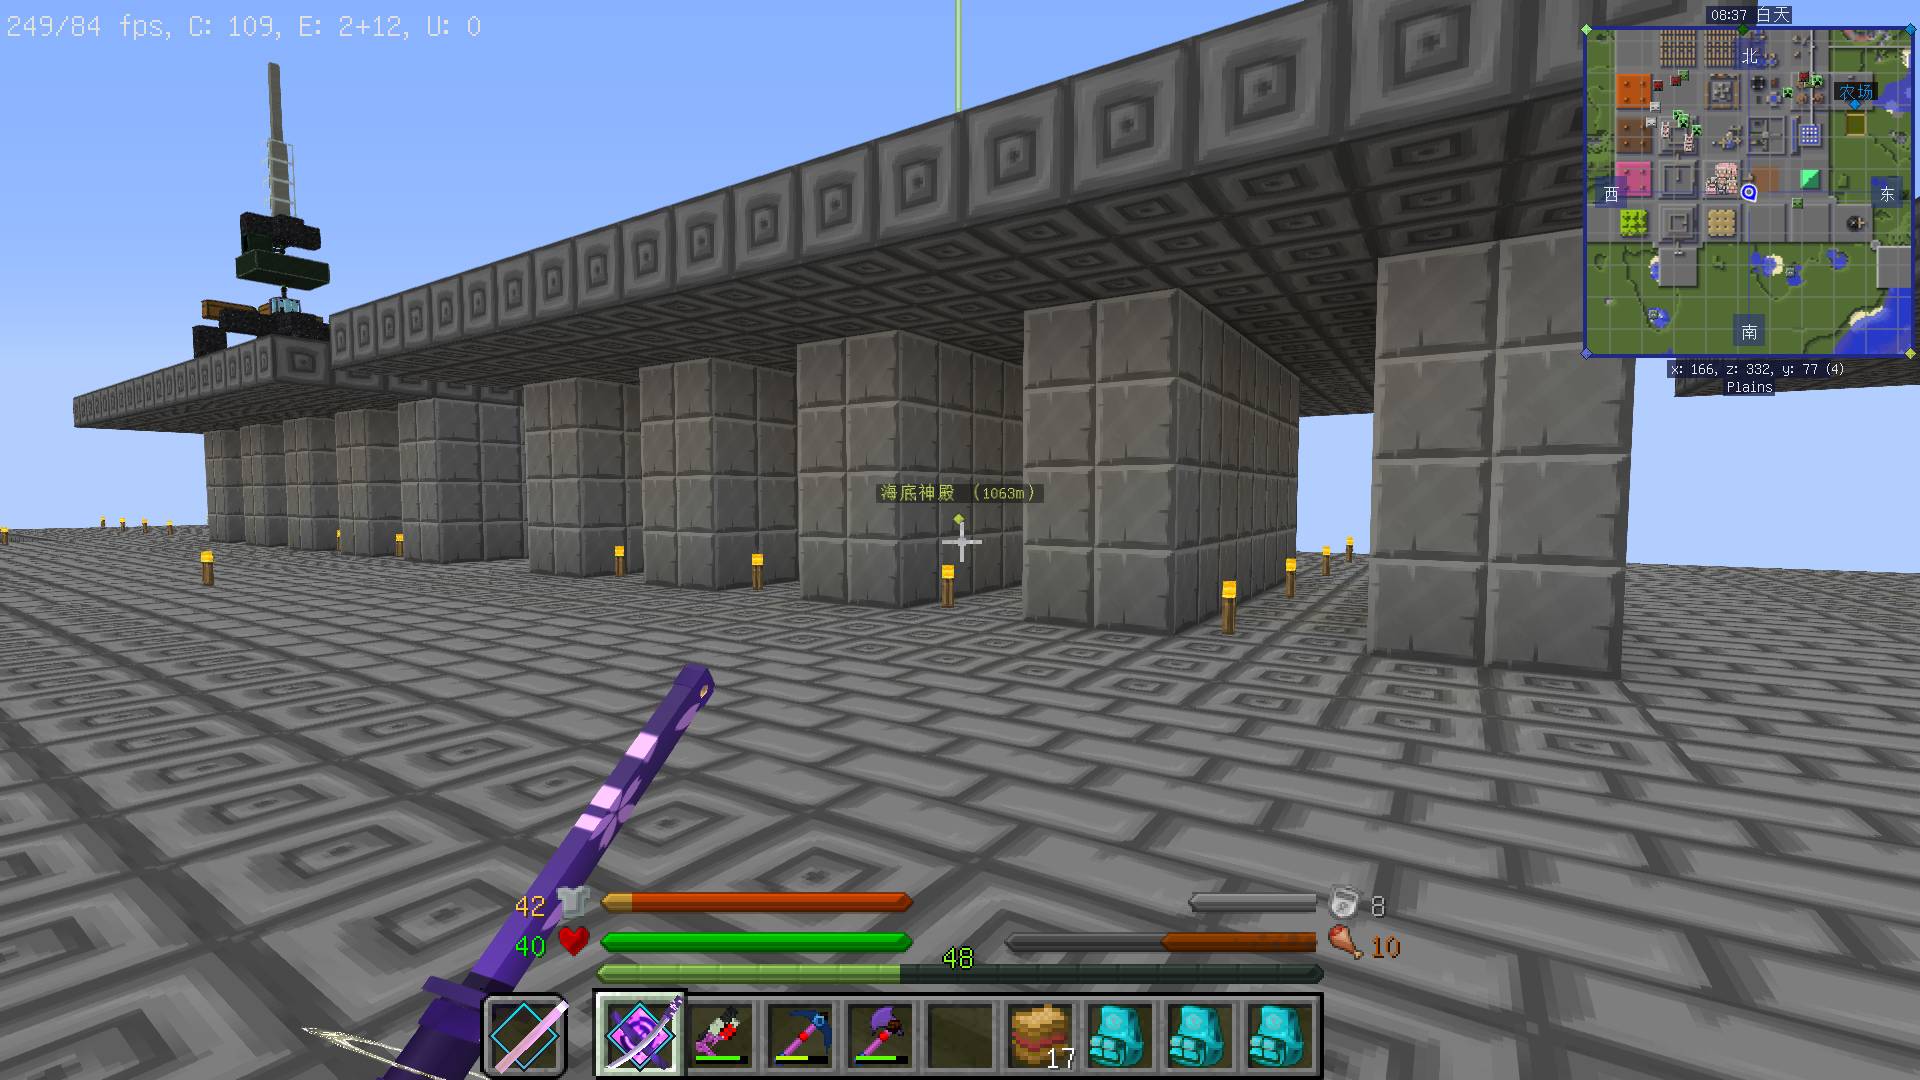 249/84 fps, C: 109, E: 2+12, U: 0
08:37 白天
北
农场
西
东
南
x: 166, z: 332, y: 77 (4)
Plains
海底神殿 （1063m）
42
8
40
10
48
17